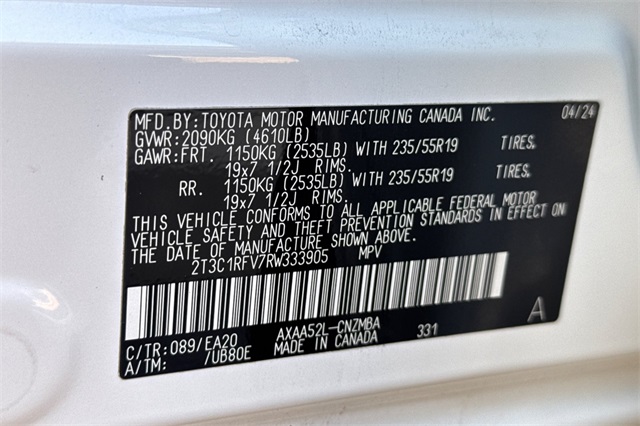 MFD.BY:TOYOTA MOTOR MANUFACTURING CANADA INC. 04/24
GVWR:2090KG (4610LB)
GAWR:FRT. 1150KG (2535LB) WITH 235/55R19 TIRES.
19x7 1/2J RIMS.
RR. 1150KG (2535LB) WITH 235/55R19 TIRES.
19x7 1/2J RIMS.
THIS VEHICLE CONFORMS TO ALL APPLICABLE FEDERAL MOTOR
VEHICLE SAFETY AND THEFT PREVENTION STANDARDS IN EFFECT ON
THE DATE OF MANUFACTURE SHOWN ABOVE.
2T3C1RFV7RW333905 MPV
C/TR:089/EA20 AXAA52L-CNZMBA 331 A
A/TM: /UB80E MADE IN CANADA